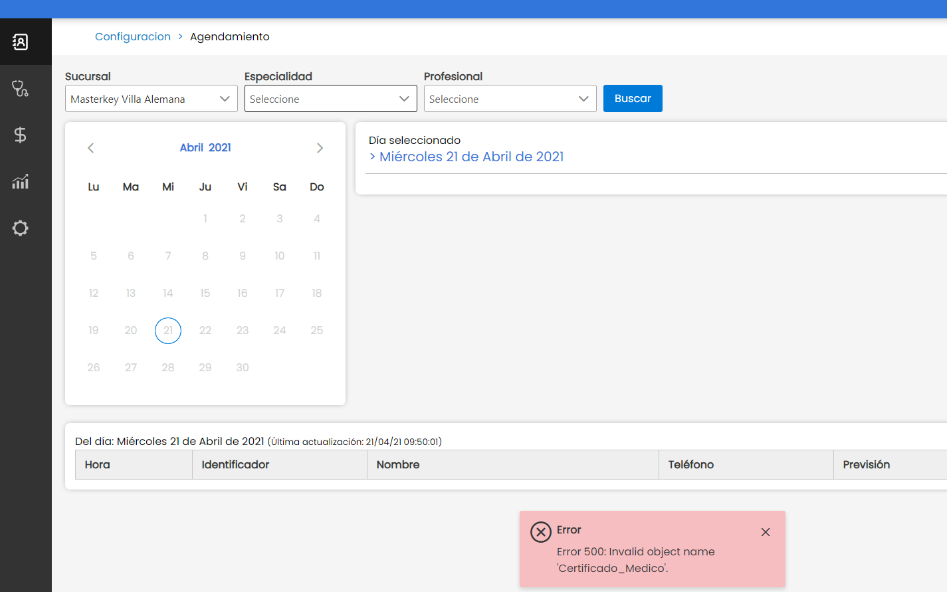 Configuracion > Agendamiento
Sucursal Especialidad Profesional
Masterkey Villa Alemana Seleccione Seleccione Buscar
Abril 2021
Lu Ma Mi Ju Vi Sa Do
1 2 3 4
5 6 7 8 9 10 11
12 13 14 15 16 17 18
19 20 21 22 23 24 25
26 27 28 29 30
Día seleccionado
> Miércoles 21 de Abril de 2021
Del dia: Miércoles 21 de Abril de 2021 (Última actualización: 21/04/21 09:50:01)
Hora Identificador Nombre Teléfono Previsión
Error
Error 500: Invalid object name
'Certificado_Medico'.